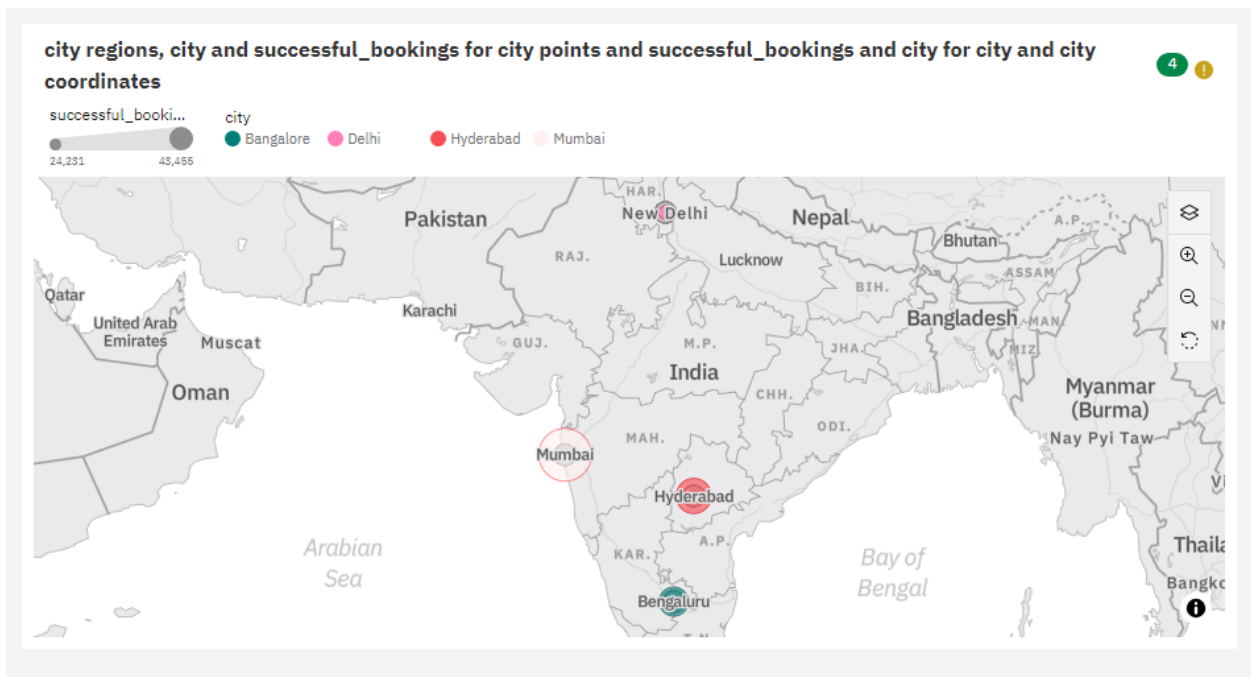 city regions, city and successful_bookings for city points and successful_bookings and city for city and city
coordinates
4
successful_booki...
city
Bangalore Delhi Hyderabad Mumbai
24,231 43,455
HAR.
Pakistan
New Delhi
Nepal
A.P.
Bhutan
RAJ.
Lucknow
ASSAM
BIH.
Qatar
Karachi
Bangladesh
MAN.
United Arab
Emirates
Muscat
GUJ.
M.P.
JHA.
MIZ
India
Oman
CHH.
Myanmar
(Burma)
ODI.
MAH.
Nay Pyi Taw
Mumbai
Hyderabad
Arabian
Sea
KAR.
A.P.
Bay of
Bengal
Thaila
Bangko
Bengaluru